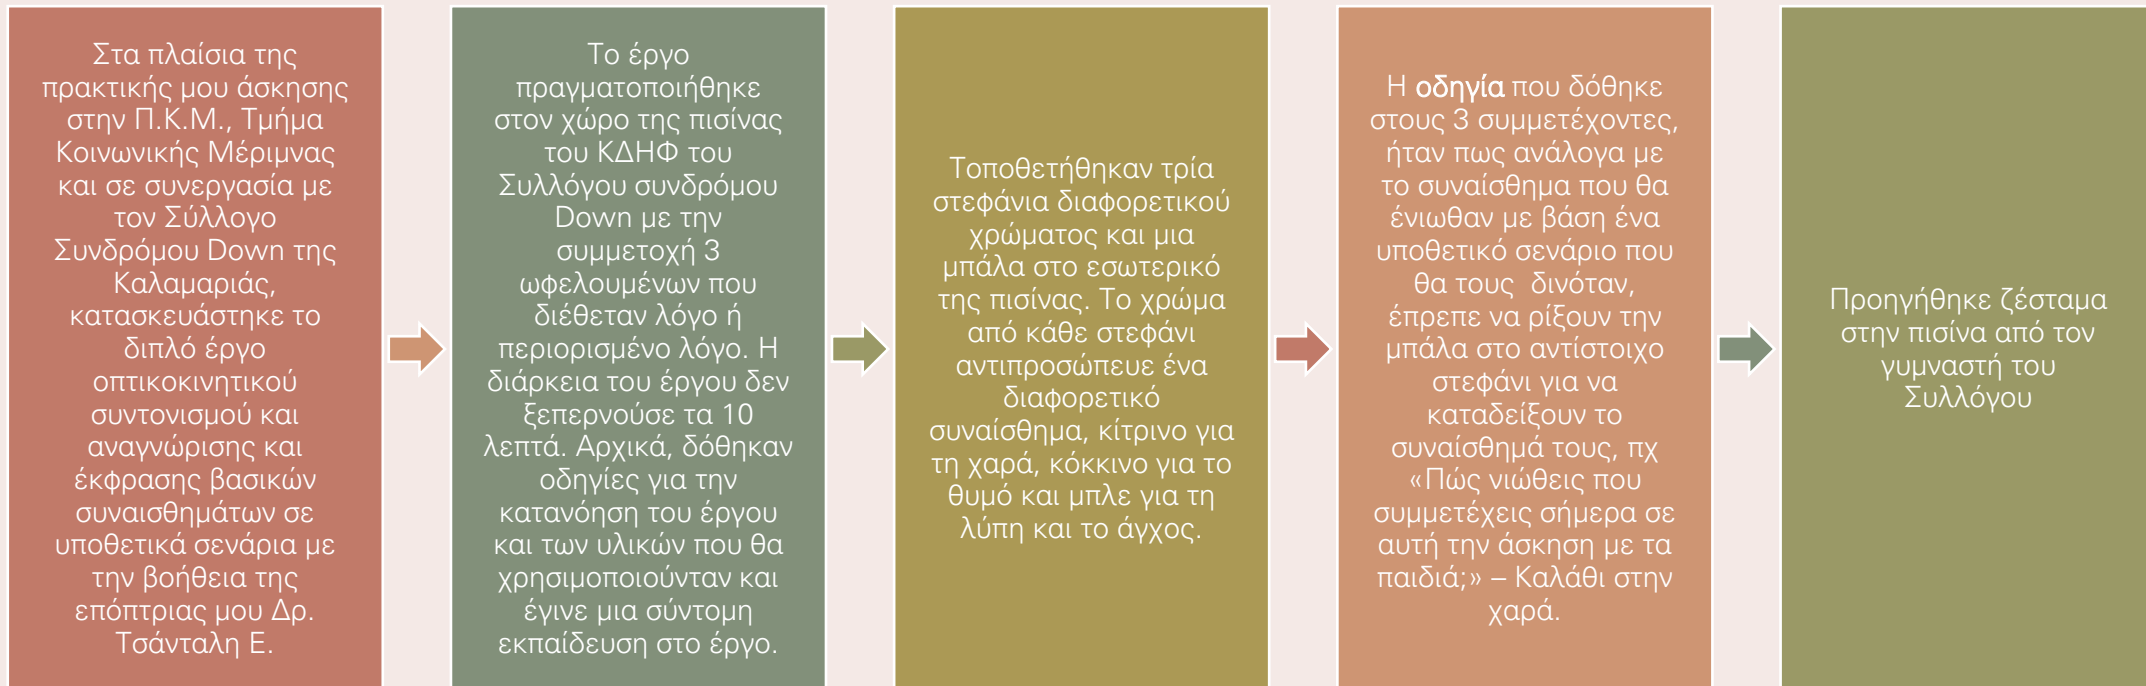 Στα πλαίσια της
πρακτικής μου άσκησης
στην Π.Κ.Μ., Τμήμα
Κοινωνικής Μέριμνας
και σε συνεργασία με
τον Σύλλογο
Συνδρόμου Down της
Καλαμαριάς,
κατασκευάστηκε το
διπλό έργο
οπτικοκινητικού
συντονισμού και
αναγνώρισης και
έκφρασης βασικών
συναισθημάτων σε
υποθετικά σενάρια με
την βοήθεια της
επόπτριας μου Δρ.
Τσάνταλη Ε.
Το έργο
πραγματοποιήθηκε
στον χώρο της πισίνας
του ΚΔΗΦ του
Συλλόγου συνδρόμου
Down με την
συμμετοχή 3
ωφελουμένων που
διέθεταν λόγο ή
περιορισμένο λόγο. Η
διάρκεια του έργου δεν
ξεπερνούσε τα 10
λεπτά. Αρχικά, δόθηκαν
οδηγίες για την
κατανόηση του έργου
και των υλικών που θα
χρησιμοποιούνταν και
έγινε μια σύντομη
εκπαίδευση στο έργο.
Τοποθετήθηκαν τρία
στεφάνια διαφορετικού
χρώματος και μια
μπάλα στο εσωτερικό
της πισίνας. Το χρώμα
από κάθε στεφάνι
αντιπροσώπευε ένα
διαφορετικό
συναίσθημα, κίτρινο για
τη χαρά, κόκκινο για το
θυμό και μπλε για τη
λύπη και το άγχος.
Η οδηγία που δόθηκε
στους 3 συμμετέχοντες,
ήταν πως ανάλογα με
το συναίσθημα που θα
ένιωθαν με βάση ένα
υποθετικό σενάριο που
θα τους  δινόταν,
έπρεπε να ρίξουν την
μπάλα στο αντίστοιχο
στεφάνι για να
καταδείξουν το
συναίσθημά τους, πχ
«Πώς νιώθεις που
συμμετέχεις σήμερα σε
αυτή την άσκηση με τα
παιδιά;» – Καλάθι στην
χαρά.
Προηγήθηκε ζέσταμα
στην πισίνα από τον
γυμναστή του
Συλλόγου